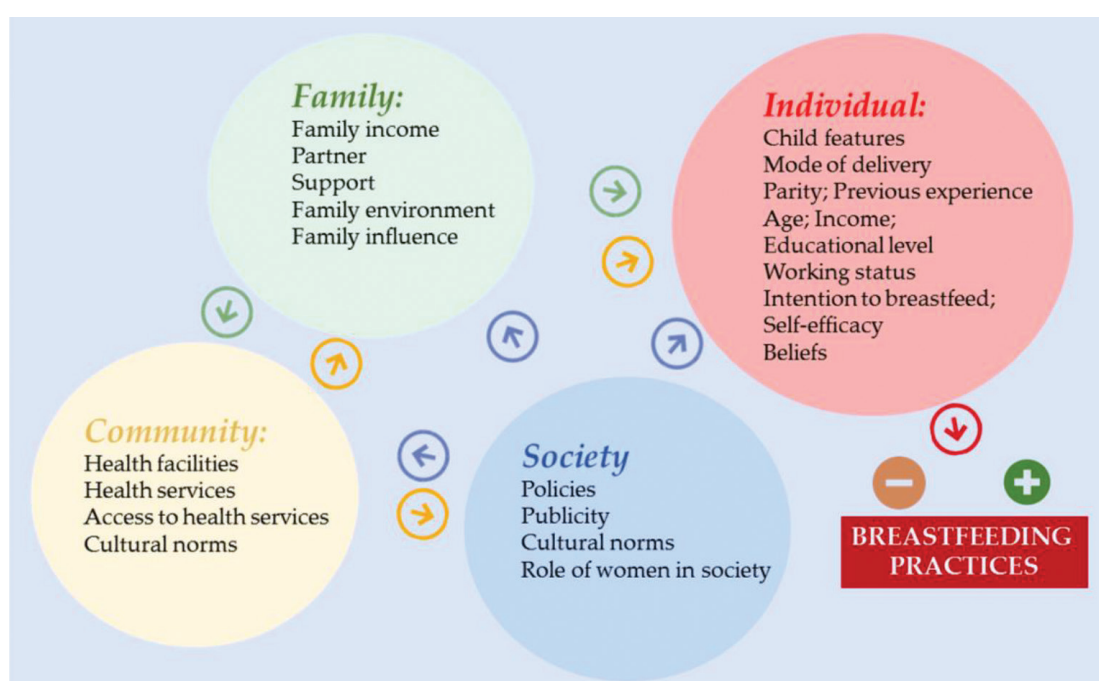 Family:
Family income
Partner
Support
Family environment
Family influence
Individual:
Child features
Mode of delivery
Parity; Previous experience
Age; Income;
Educational level
Working status
Intention to breastfeed;
Self-efficacy
Beliefs
Community:
Health facilities
Health services
Access to health services
Cultural norms
Society
Policies
Publicity
Cultural norms
Role of women in society
BREASTFEEDING
PRACTICES